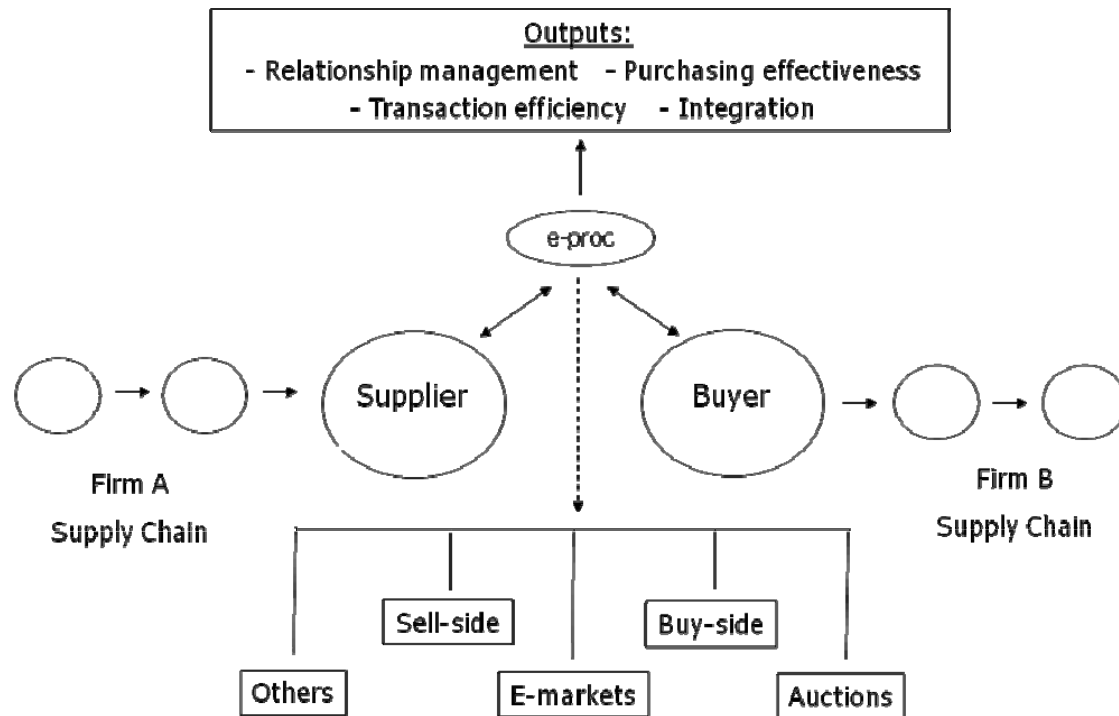 Outputs:
- Relationship management - Purchasing effectiveness
- Transaction efficiency - Integration
e-proc
Supplier
Buyer
Firm A
Supply Chain
Firm B
Supply Chain
Sell-side
Buy-side
Others
E-markets
Auctions